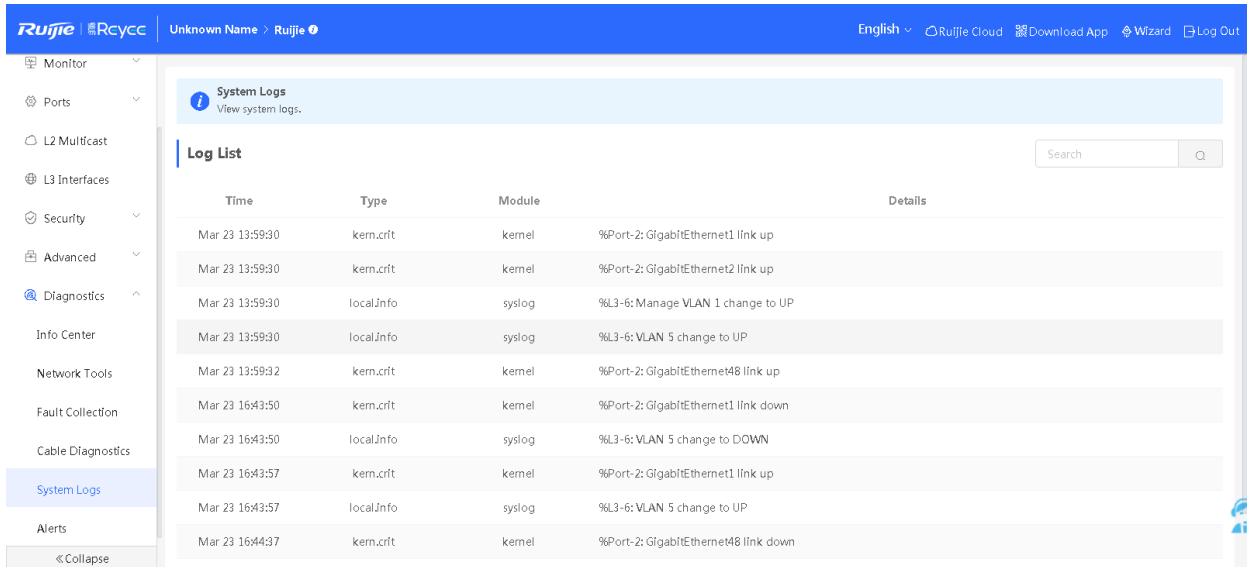 Ruijie Rcycc Unknown Name > Ruijie English Ruijie Cloud Download App Wizard Log Out
Monitor
Ports
L2 Multicast
L3 Interfaces
Security
Advanced
Diagnostics
Info Center
Network Tools
Fault Collection
Cable Diagnostics
System Logs
Alerts
«Collapse
System Logs
View system logs.
Log List Search
Time Type Module Details
Mar 23 13:59:30 kern.crit kernel %Port-2: GigabitEthernet1 link up
Mar 23 13:59:30 kern.crit kernel %Port-2: GigabitEthernet2 link up
Mar 23 13:59:30 local.info syslog %L3-6: Manage VLAN 1 change to UP
Mar 23 13:59:30 local.info syslog %L3-6: VLAN 5 change to UP
Mar 23 13:59:32 kern.crit kernel %Port-2: GigabitEthernet48 link up
Mar 23 16:43:50 kern.crit kernel %Port-2: GigabitEthernet1 link down
Mar 23 16:43:50 local.info syslog %L3-6: VLAN 5 change to DOWN
Mar 23 16:43:57 kern.crit kernel %Port-2: GigabitEthernet1 link up
Mar 23 16:43:57 local.info syslog %L3-6: VLAN 5 change to UP
Mar 23 16:44:37 kern.crit kernel %Port-2: GigabitEthernet48 link down